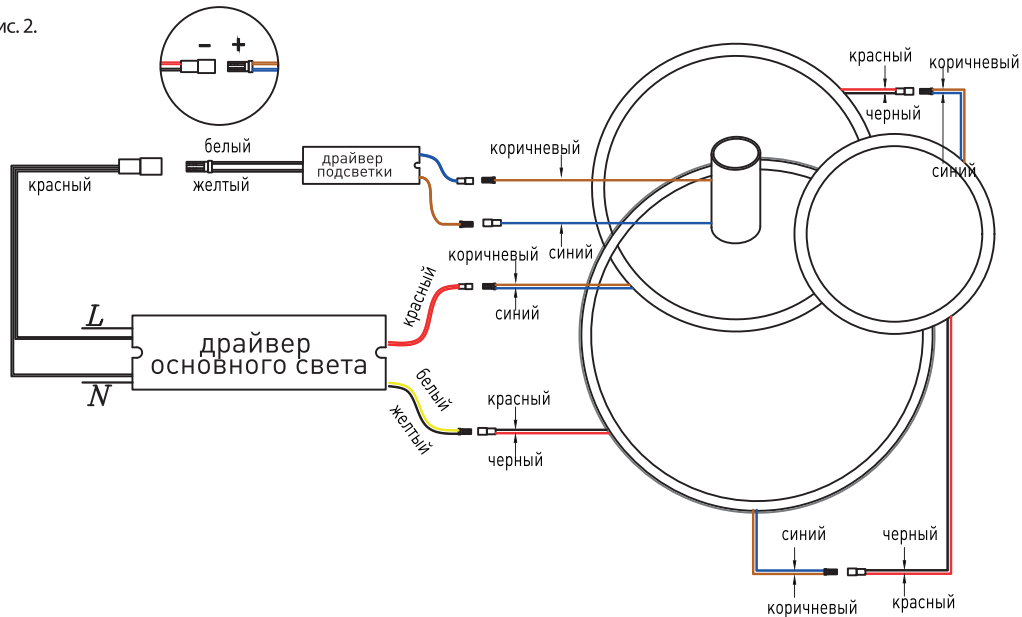 ис. 2.
− +
красный
коричневый
черный
синий
белый
желтый
красный
драйвер
подсветки
коричневый
синий
коричневый
синий
красный
L
N
драйвер
основного света
белый
желтый
красный
черный
синий
коричневый
черный
красный